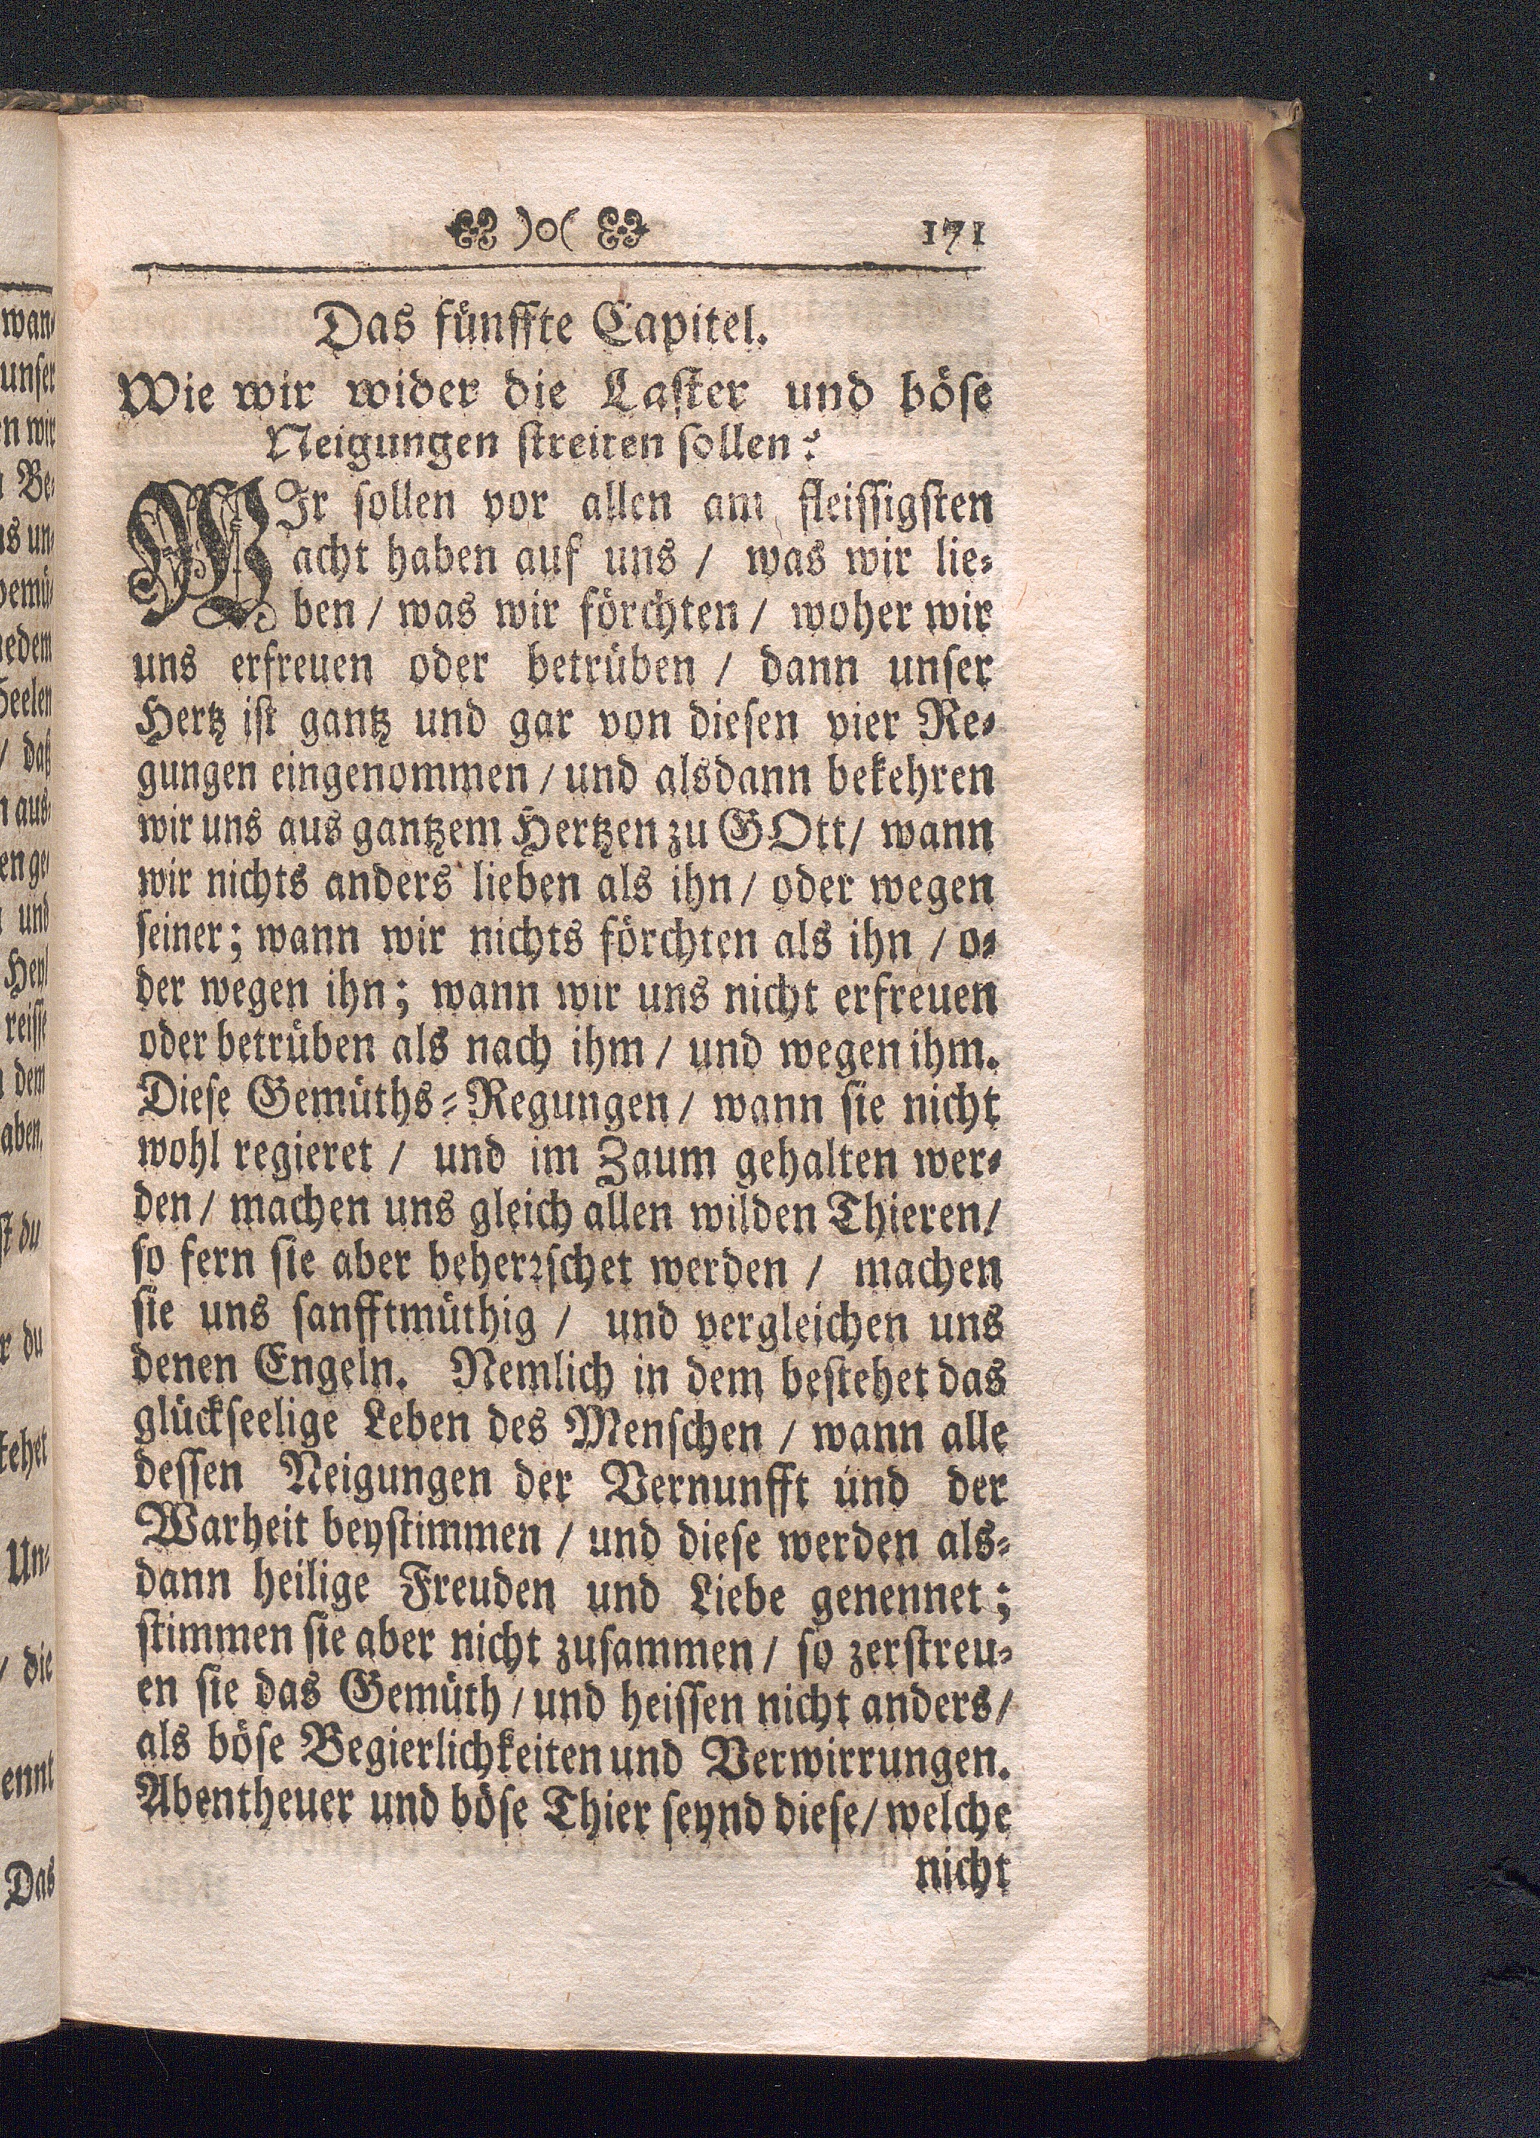 )o(
171
Das fünffte Capitel.
Wie wir wider die Laster und böse
Neigungen streiten sollen?
WIr sollen vor allen am fleissigsten
acht haben auf uns / was wir lie-
ben / was wir förchten / woher wir
uns erfreuen oder betrüben / dann unser
Hertz ist gantz und gar von diesen vier Re-
gungen eingenommen / und alsdann bekehren
wir uns aus gantzem Hertzen zu GOtt / wann
wir nichts anders lieben als ihn / oder wegen
seiner; wann wir nichts förchten als ihn / o-
der wegen ihn; wann wir uns nicht erfreuen
oder betrüben als nach ihm / und wegen ihm.
Diese Gemüths-Regungen / wann sie nicht
wohl regieret / und im Zaum gehalten wer-
den / machen uns gleich allen wilden Thieren /
so fern sie aber beherrschet werden / machen
sie uns sanfftmüthig / und vergleichen uns
denen Engeln. Nemlich in dem bestehet das
glückseelige Leben des Menschen / wann alle
dessen Neigungen der Vernunfft und der
Warheit beystimmen / und diese werden als-
dann heilige Freuden und Liebe genennet;
stimmen sie aber nicht zusammen / so zerstreu-
en sie das Gemüth / und heissen nicht anders /
als böse Begierlichkeiten und Verwirrungen.
Abentheuer und böse Thier seynd diese / welche
nicht